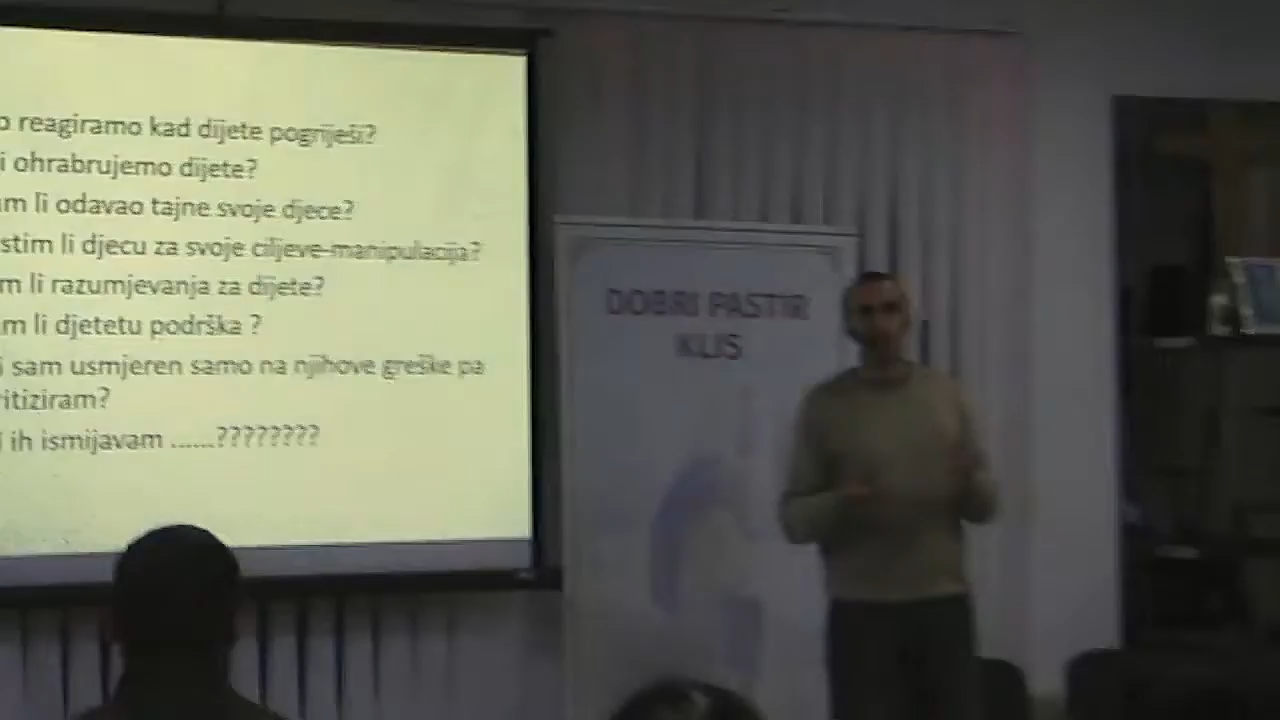 o reagiramo kad dijete pogriješi?
i ohrabrujemo dijete?
am li odavao tajne svoje djece?
stim li djecu za svoje ciljeve-manipulacija?
m li razumjevanja za dijete?
m li djetetu podrška ?
i sam usmjeren samo na njihove greške pa
ritiziram?
i ih ismijavam ......????????
DOBRI PASTIR
KLIS